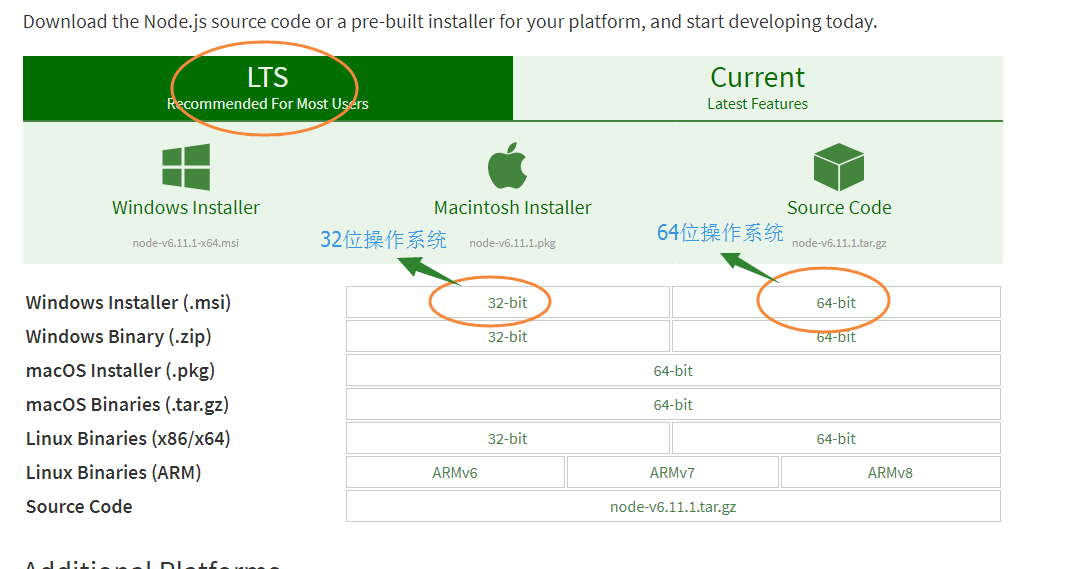 Download the Node.js source code or a pre-built installer for your platform, and start developing today.
LTS
Recommended For Most Users
Current
Latest Features
Windows Installer
node-v6.11.1-x64.msi
Macintosh Installer
node-v6.11.1.pkg
Source Code
node-v6.11.1.tar.gz
32位操作系统
64位操作系统
Windows Installer (.msi) 32-bit 64-bit
Windows Binary (.zip) 32-bit 64-bit
macOS Installer (.pkg) 64-bit
macOS Binaries (.tar.gz) 64-bit
Linux Binaries (x86/x64) 32-bit 64-bit
Linux Binaries (ARM) ARMv6 ARMv7 ARMv8
Source Code node-v6.11.1.tar.gz
Additional Platforms